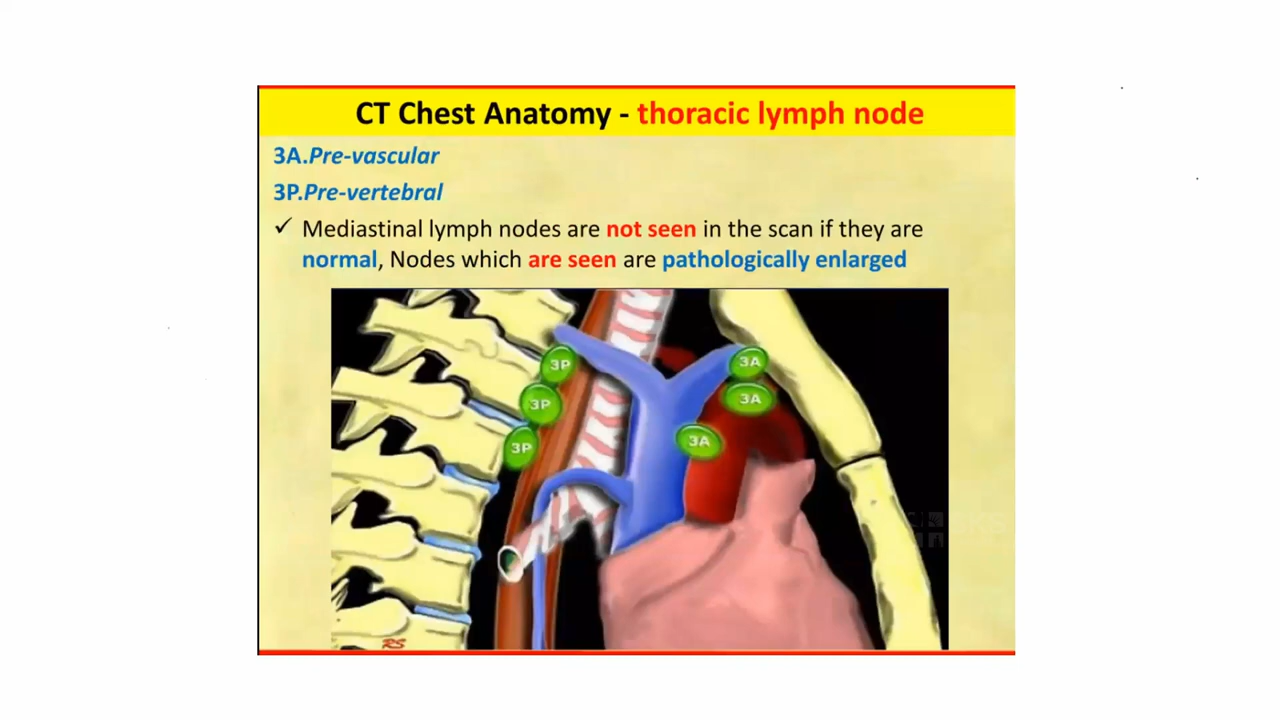 CT Chest Anatomy - thoracic lymph node
3A.Pre-vascular
3P.Pre-vertebral
✓ Mediastinal lymph nodes are not seen in the scan if they are
normal, Nodes which are seen are pathologically enlarged
3P
3A
3P
3A
3A
3P
RS